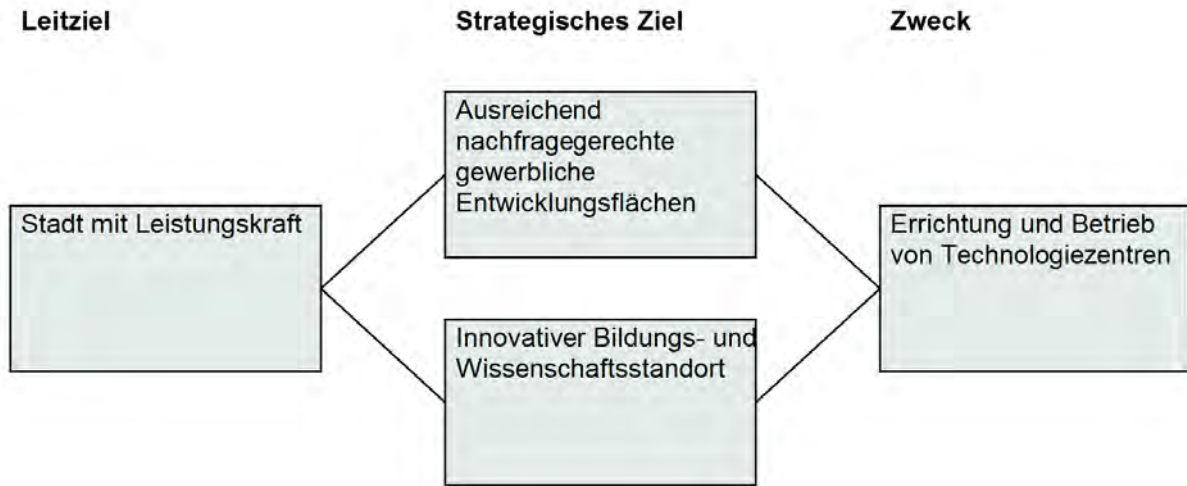 Leitziel
Strategisches Ziel
Zweck
Ausreichend
nachfragegerechte
gewerbliche
Entwicklungsflächen
Stadt mit Leistungskraft
Errichtung und Betrieb
von Technologiezentren
Innovativer Bildungs- und
Wissenschaftsstandort